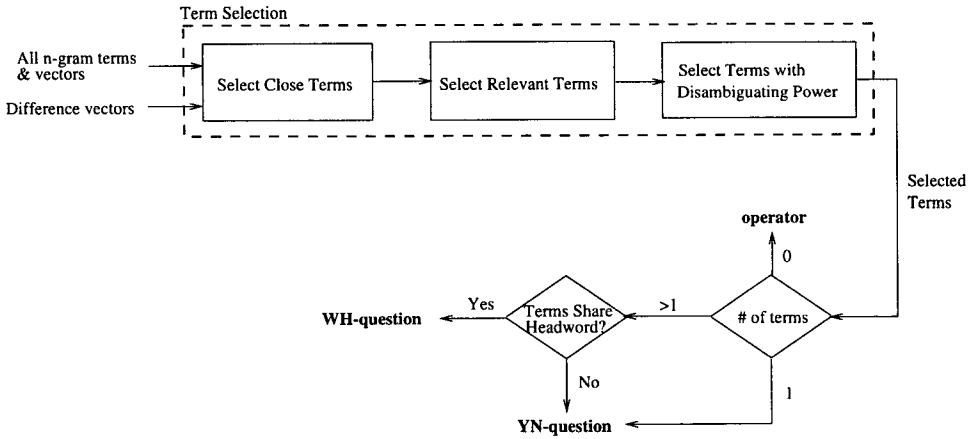 Term Selection
All n-gram terms
& vectors
Difference vectors
Select Close Terms
Select Relevant Terms
Select Terms with
Disambiguating Power
Selected
Terms
operator
0
# of terms
>1
Terms Share
Headword?
Yes
WH-question
No
1
YN-question